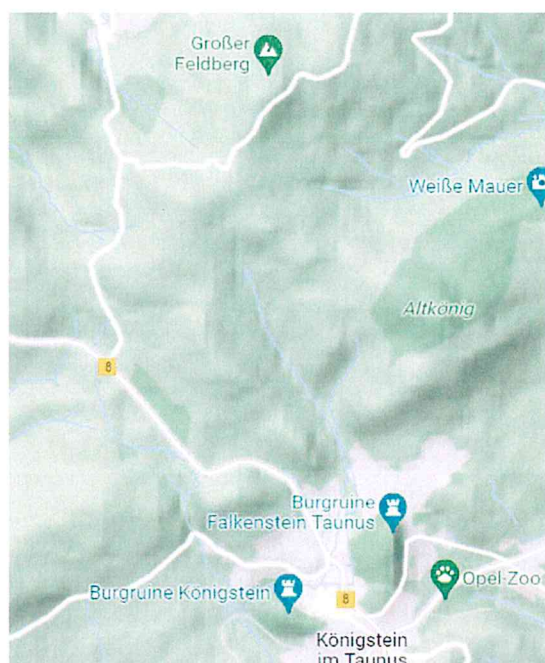 Großer
Feldberg
Weiße Mauer
Altkönig
8
Burgruine
Falkenstein Taunus
Opel-Zoo
Burgruine Königstein
8
Königstein
im Taunus